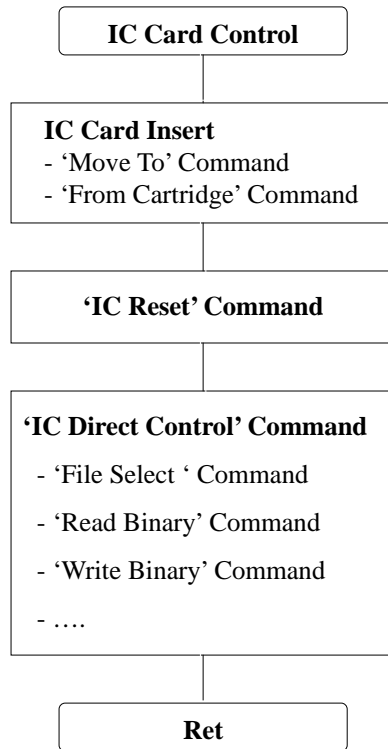 IC Card Control
IC Card Insert
- ‘Move To’ Command
- ‘From Cartridge’ Command
‘IC Reset’ Command
‘IC Direct Control’ Command
- ‘File Select ‘ Command
- ‘Read Binary’ Command
- ‘Write Binary’ Command
- ….
Ret